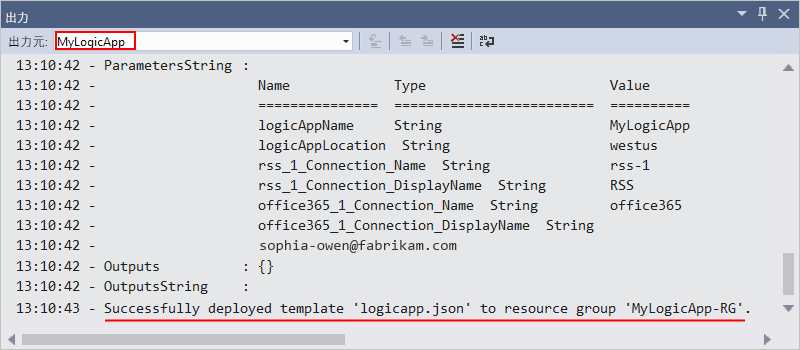 出力
出力元: MyLogicApp
13:10:42 - ParametersString :
13:10:42 - Name Type Value
13:10:42 - =============== ========================= ==========
13:10:42 - logicAppName String MyLogicApp
13:10:42 - logicAppLocation String westus
13:10:42 - rss_1_Connection_Name String rss-1
13:10:42 - rss_1_Connection_DisplayName String RSS
13:10:42 - office365_1_Connection_Name String office365
13:10:42 - office365_1_Connection_DisplayName String
13:10:42 - sophia-owen@fabrikam.com
13:10:42 - Outputs : {}
13:10:42 - OutputsString :
13:10:43 - Successfully deployed template 'logicapp.json' to resource group 'MyLogicApp-RG'.